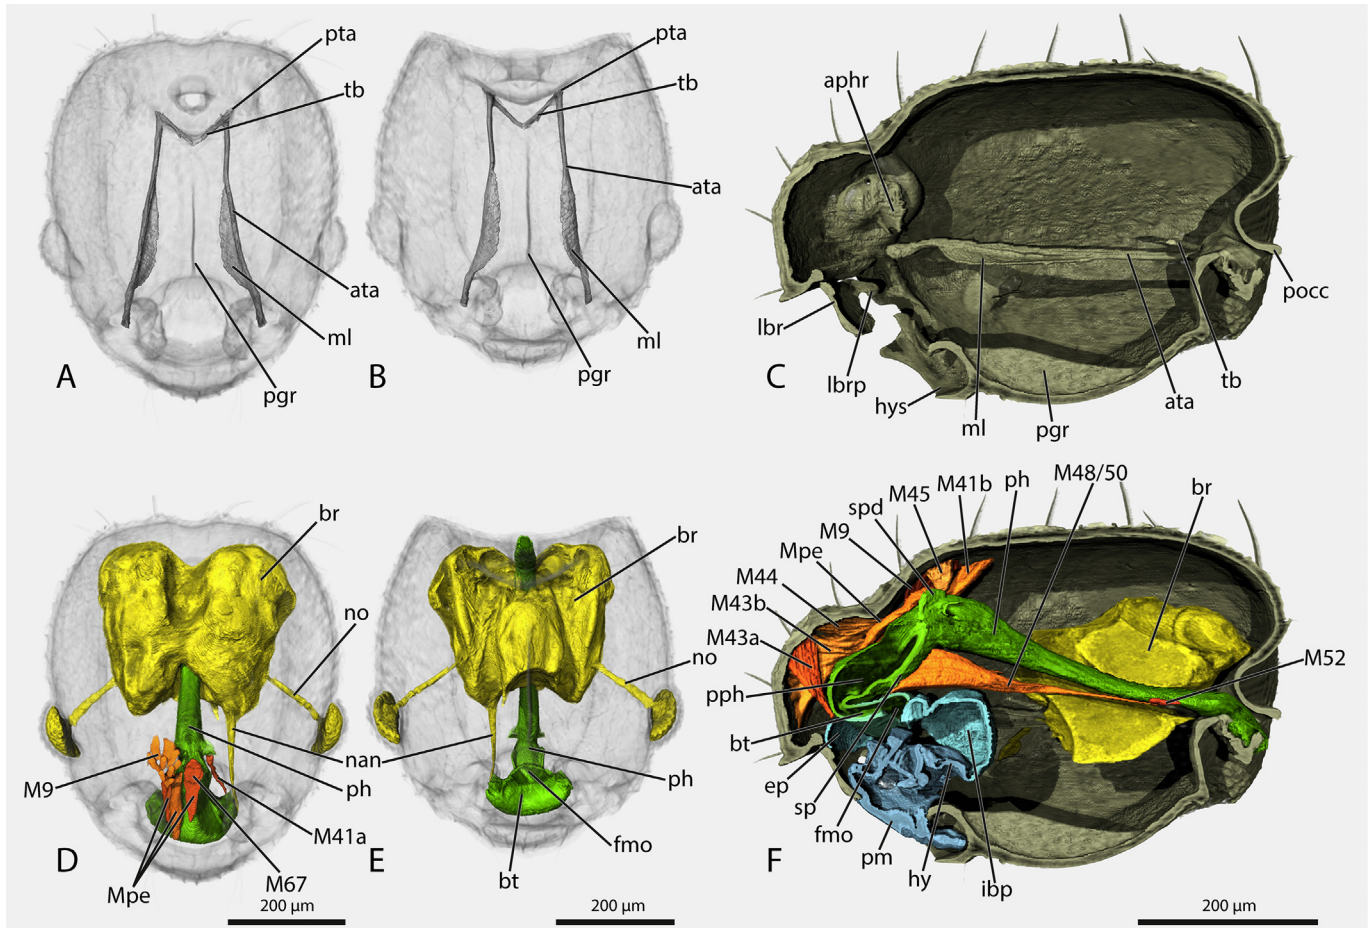 pta
tb
ata
ml
pgr
A
pta
tb
ata
ml
pgr
B
aphr
lbr
lbrp
hys
ml
pgr
ata
tb
pocc
C
br
no
nan
ph
M9
M41a
M67
Mpe
D
200 µm
br
no
ph
fmo
bt
E
200 µm
M48/50
ph
M41b
M45
spd
M9
Mpe
M44
M43b
M43a
pph
bt
ep
sp
fmo
pm
hy
ibp
br
M52
F
200 µm